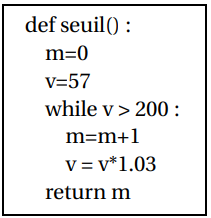 def seuil() :
m=0
v=57
while v > 200 :
m=m+1
v = v*1.03
return m